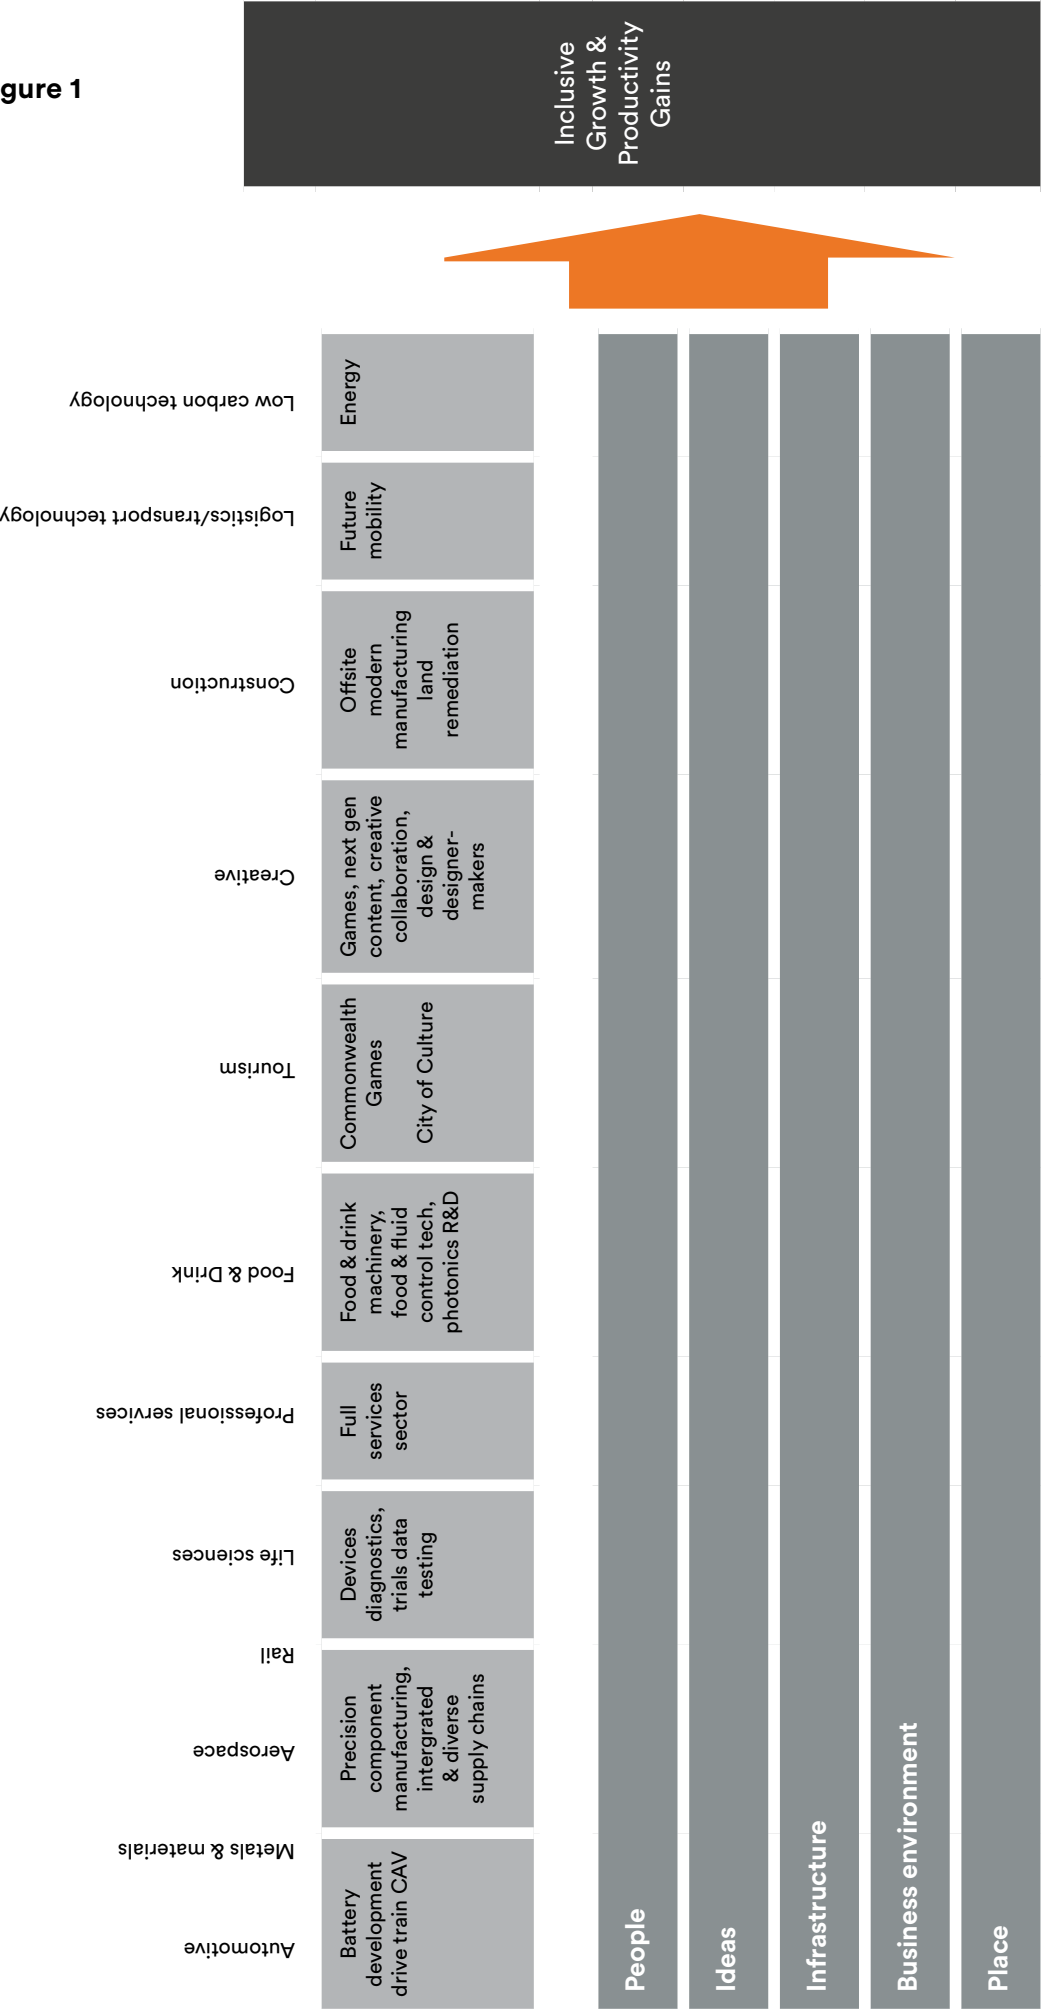 gure 1
Automotive
Metals & materials
Aerospace
Rail
Life sciences
Professional services
Food & Drink
Tourism
Creative
Construction
Logistics/transport technology
Low carbon technology
Battery
development
drive train CAV
Precision
component
manufacturing,
intergrated
& diverse
supply chains
Devices
diagnostics,
trials data
testing
Full
services
sector
Food & drink
machinery,
food & fluid
control tech,
photonics R&D
Commonwealth
Games
City of Culture
Games, next gen
content, creative
collaboration,
design &
designer-
makers
Offsite
modern
manufacturing
land
remediation
Future
mobility
Energy
People
Ideas
Infrastructure
Business environment
Place
Inclusive
Growth &
Productivity
Gains